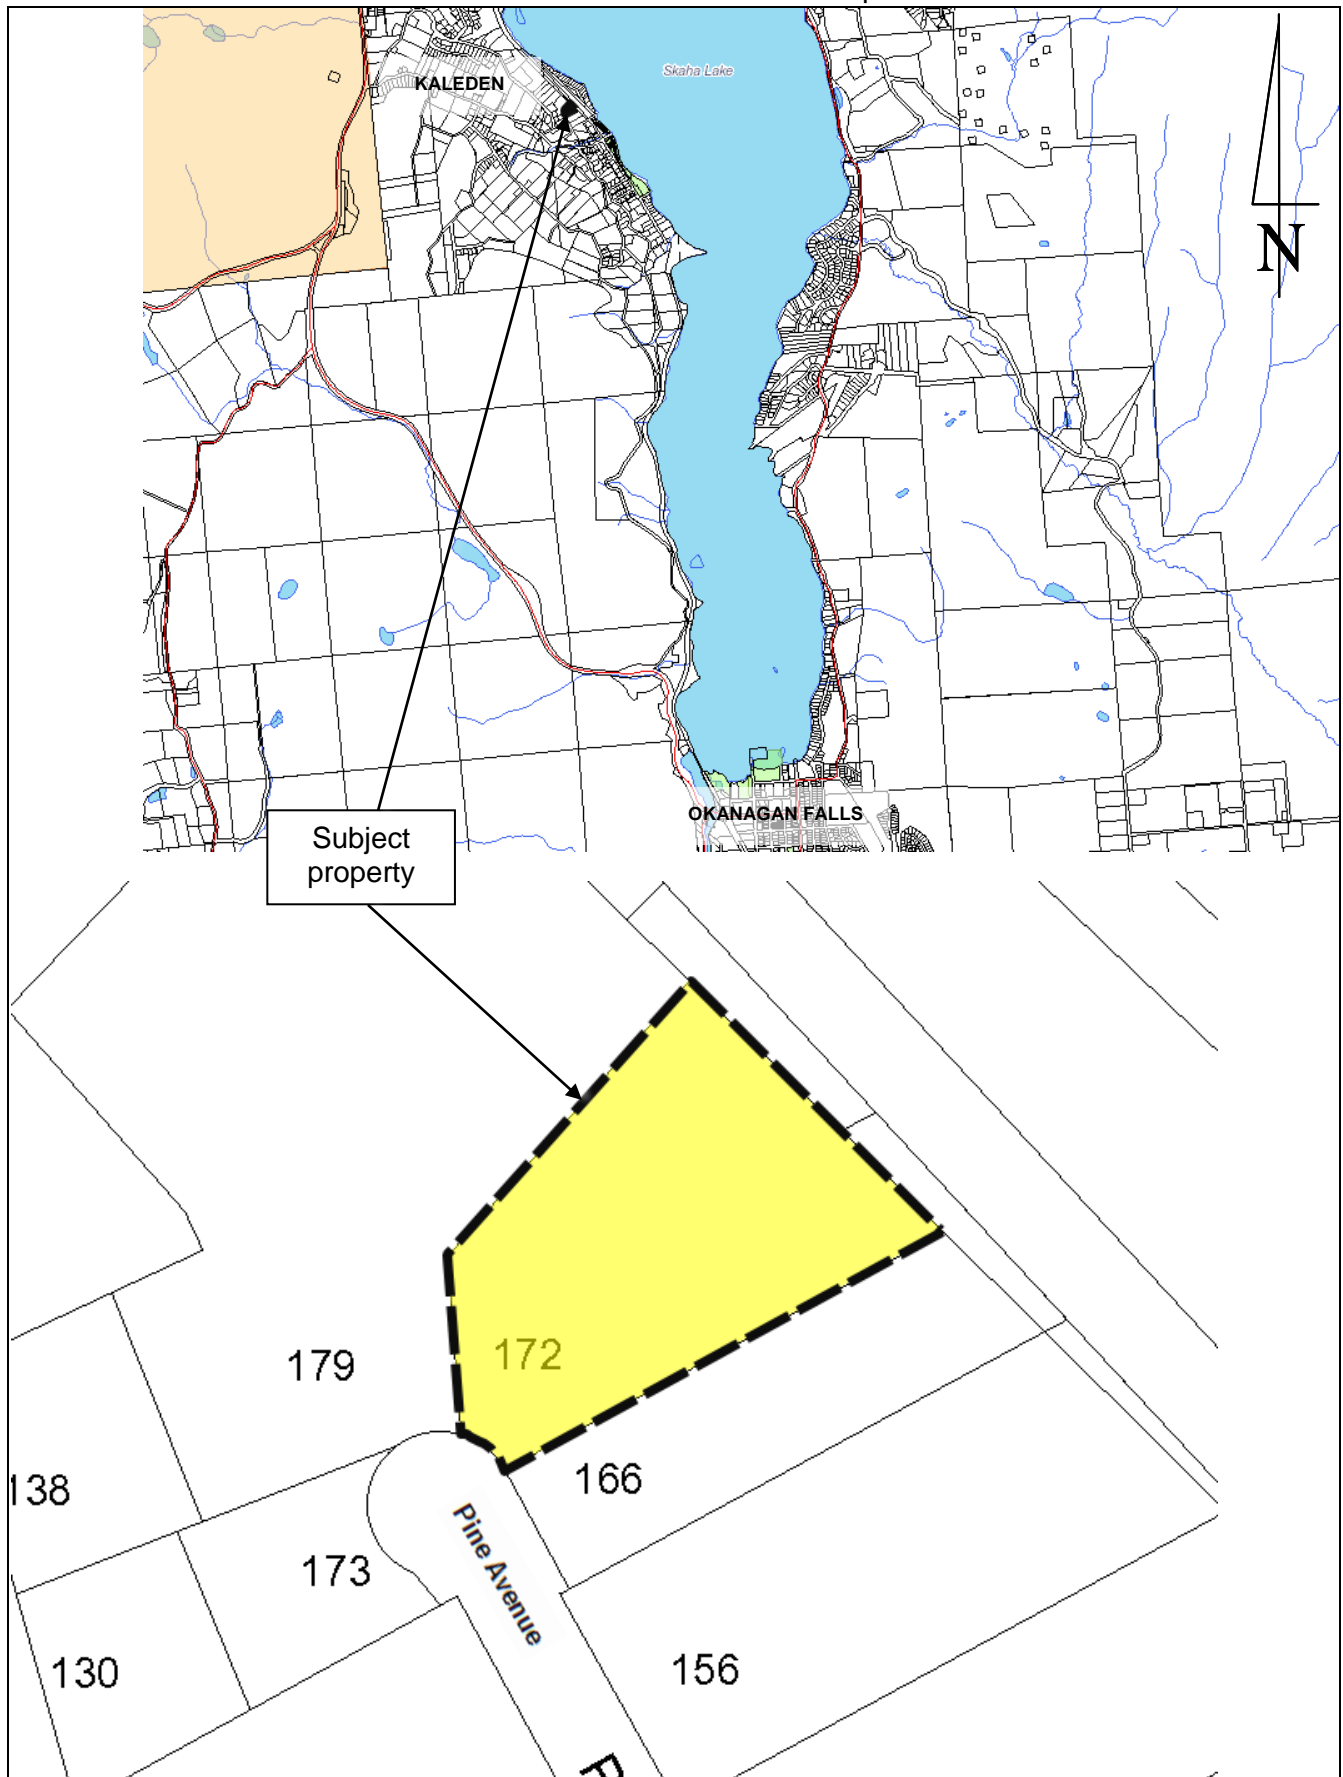 Skaha Lake
KALEDEN
N
OKANAGAN FALLS
Subject
property
172
179
166
138
173
Pine Avenue
130
156